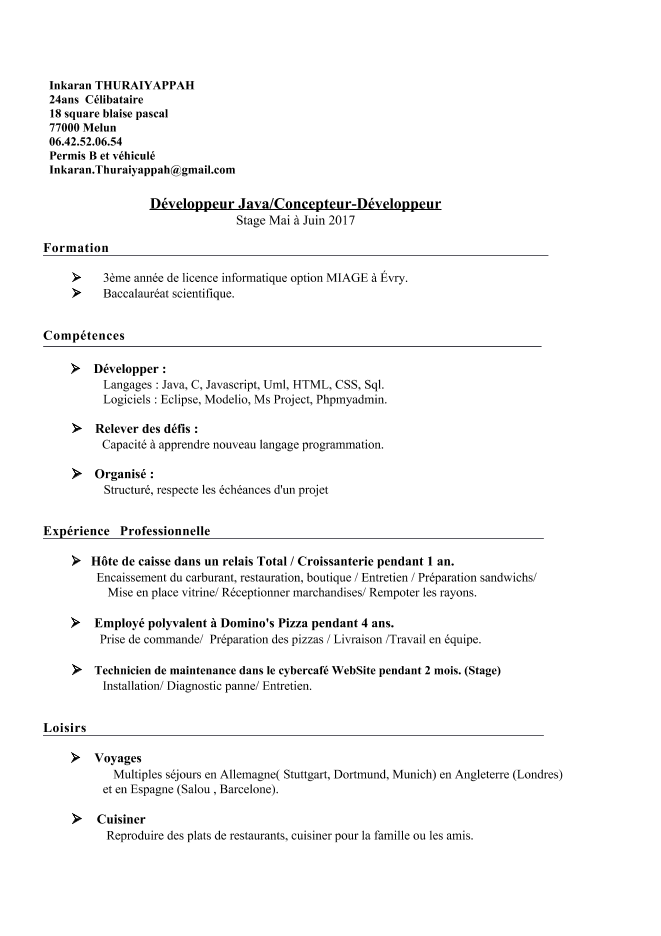 Inkaran THURAIYAPPAH
24ans Célibataire
18 square blaise pascal
77000 Melun
06.42.52.06.54
Permis B et véhiculé
Inkaran.Thuraiyappah@gmail.com
Développeur Java/Concepteur-Développeur
Stage Mai à Juin 2017
Formation
3ème année de licence informatique option MIAGE à Évry.
Baccalauréat scientifique.
Compétences
Développer :
Langages : Java, C, Javascript, Uml, HTML, CSS, Sql.
Logiciels : Eclipse, Modelio, Ms Project, Phpmyadmin.
Relever des défis :
Capacité à apprendre nouveau langage programmation.
Organisé :
Structuré, respecte les échéances d'un projet
Expérience Professionnelle
Hôte de caisse dans un relais Total / Croissanterie pendant 1 an.
Encaissement du carburant, restauration, boutique / Entretien / Préparation sandwichs/
Mise en place vitrine/ Réceptionner marchandises/ Rempoter les rayons.
Employé polyvalent à Domino's Pizza pendant 4 ans.
Prise de commande/ Préparation des pizzas / Livraison /Travail en équipe.
Technicien de maintenance dans le cybercafé WebSite pendant 2 mois. (Stage)
Installation/ Diagnostic panne/ Entretien.
Loisirs
Voyages
Multiples séjours en Allemagne( Stuttgart, Dortmund, Munich) en Angleterre (Londres)
et en Espagne (Salou , Barcelone).
Cuisiner
Reproduire des plats de restaurants, cuisiner pour la famille ou les amis.